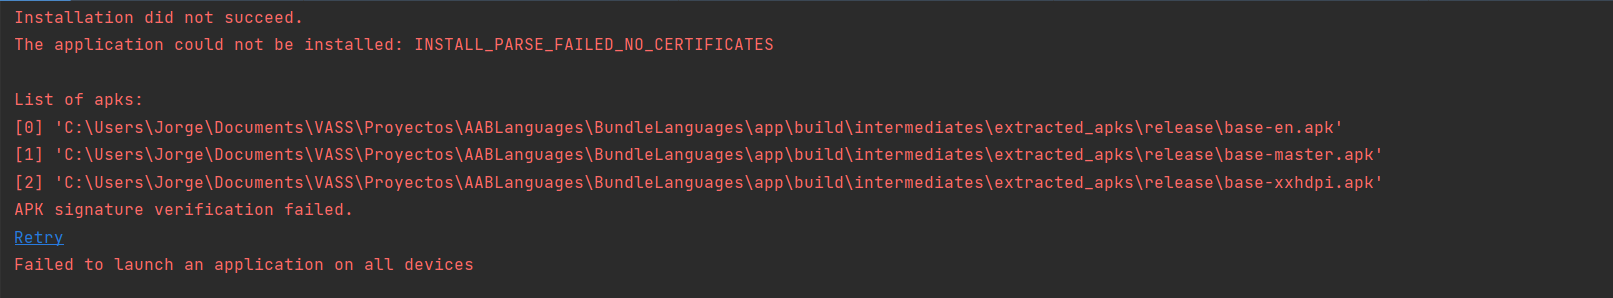 Installation did not succeed.
The application could not be installed: INSTALL_PARSE_FAILED_NO_CERTIFICATES
List of apks:
[0] 'C:\Users\Jorge\Documents\VASS\Proyectos\AABLanguages\BundleLanguages\app\build\intermediates\extracted_apks\release\base-en.apk'
[1] 'C:\Users\Jorge\Documents\VASS\Proyectos\AABLanguages\BundleLanguages\app\build\intermediates\extracted_apks\release\base-master.apk'
[2] 'C:\Users\Jorge\Documents\VASS\Proyectos\AABLanguages\BundleLanguages\app\build\intermediates\extracted_apks\release\base-xxhdpi.apk'
APK signature verification failed.
Retry
Failed to launch an application on all devices